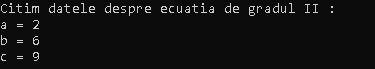 Citim datele despre ecuatia de gradul II :
a = 2
b = 6
c = 9